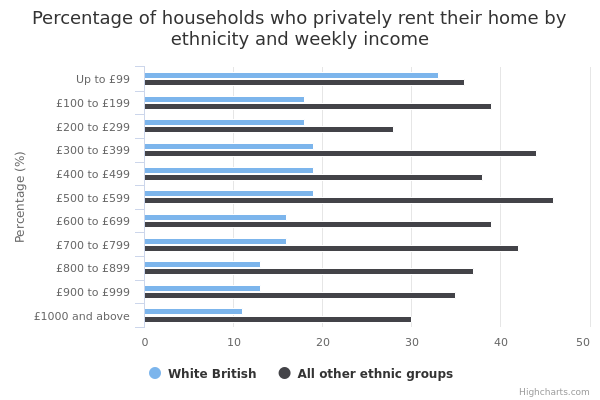 Percentage of households who privately rent their home by
ethnicity and weekly income
Percentage (%)
Up to £99
£100 to £199
£200 to £299
£300 to £399
£400 to £499
£500 to £599
£600 to £699
£700 to £799
£800 to £899
£900 to £999
£1000 and above
0 10 20 30 40 50
White British All other ethnic groups
Highcharts.com